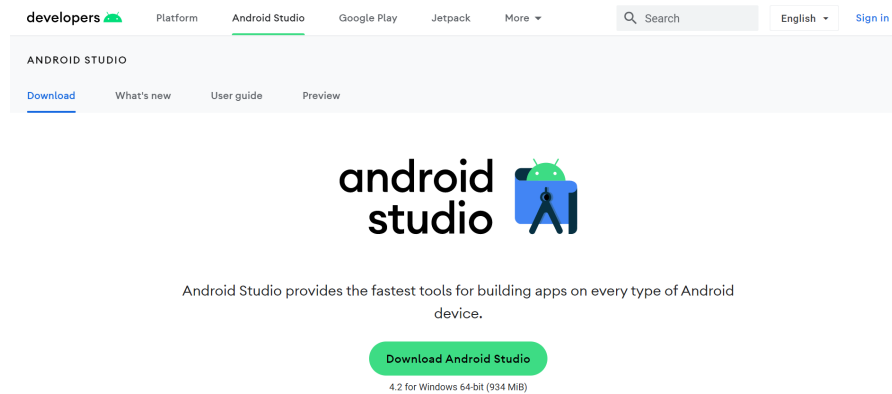 developers Platform Android Studio Google Play Jetpack More Search English Sign in
ANDROID STUDIO
Download What's new User guide Preview
android
studio
Android Studio provides the fastest tools for building apps on every type of Android
device.
Download Android Studio
4.2 for Windows 64-bit (934 MiB)